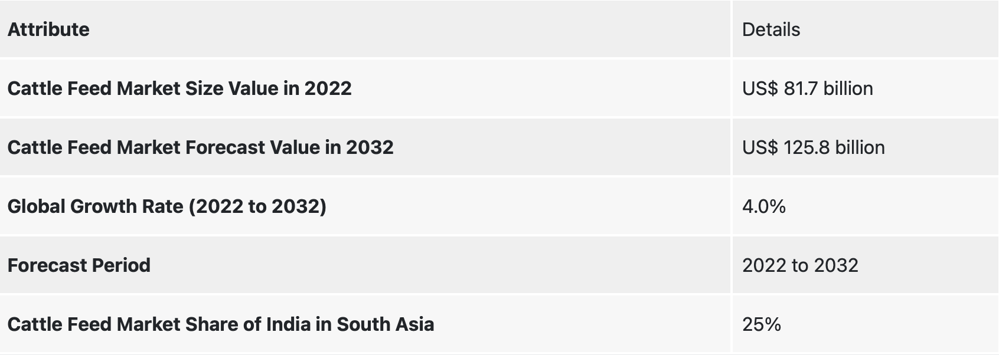 Attribute Details
Cattle Feed Market Size Value in 2022 US$ 81.7 billion
Cattle Feed Market Forecast Value in 2032 US$ 125.8 billion
Global Growth Rate (2022 to 2032) 4.0%
Forecast Period 2022 to 2032
Cattle Feed Market Share of India in South Asia 25%